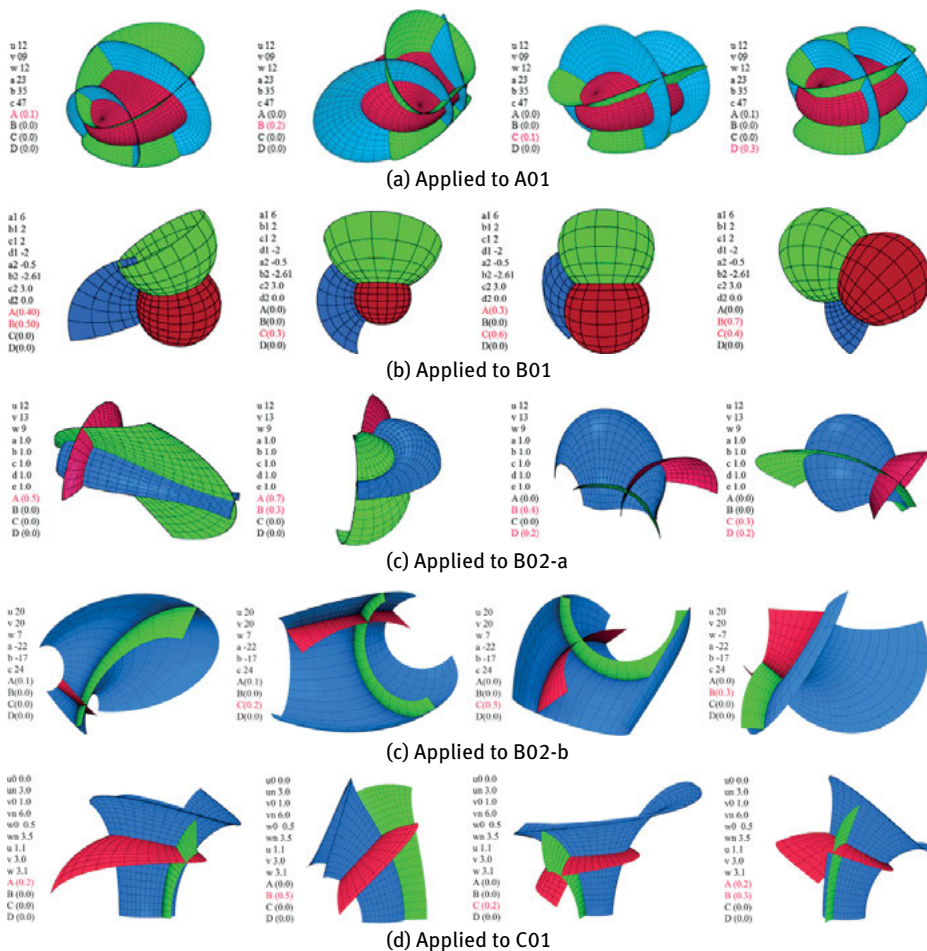 u 12
v 09
w 12
a 23
b 35
c 47
A (0.1)
B (0.0)
C (0.0)
D (0.0)
u 12
v 09
w 12
a 23
b 35
c 47
A (0.0)
B (0.2)
C (0.0)
D (0.0)
u 12
v 09
w 12
a 23
b 35
c 47
A (0.0)
B (0.0)
C (0.1)
D (0.0)
u 12
v 09
w 12
a 23
b 35
c 47
A (0.1)
B (0.0)
C (0.0)
D (0.3)
(a) Applied to A01
a1 6
b1 2
c1 2
d1 -2
a2 -0.5
b2 -2.61
c2 3.0
d2 0.0
A(0.40)
B(0.50)
C(0.0)
D(0.0)
a1 6
b1 2
c1 2
d1 -2
a2 -0.5
b2 -2.61
c2 3.0
d2 0.0
A(0.0)
B(0.0)
C(0.3)
D(0.0)
a1 6
b1 2
c1 2
d1 -2
a2 -0.5
b2 -2.61
c2 3.0
d2 0.0
A(0.3)
B(0.0)
C(0.6)
D(0.0)
a1 6
b1 2
c1 2
d1 -2
a2 -0.5
b2 -2.61
c2 3.0
d2 0.0
A(0.0)
B(0.7)
C(0.4)
D(0.0)
(b) Applied to B01
u 12
v 13
w 9
a 1.0
b 1.0
c 1.0
d 1.0
e 1.0
A (0.5)
B (0.0)
C (0.0)
D (0.0)
u 12
v 13
w 9
a 1.0
b 1.0
c 1.0
d 1.0
e 1.0
A (0.7)
B (0.3)
C (0.0)
D (0.0)
u 12
v 13
w 9
a 1.0
b 1.0
c 1.0
d 1.0
e 1.0
A (0.0)
B (0.4)
C (0.0)
D (0.2)
u 12
v 13
w 9
a 1.0
b 1.0
c 1.0
d 1.0
e 1.0
A (0.0)
B (0.0)
C (0.3)
D (0.2)
(c) Applied to B02-a
u 20
v 20
w 7
a -22
b -17
c 24
A (0.1)
B(0.0)
C (0.0)
D(0.0)
u 20
v 20
w 7
a -22
b -17
c 24
A(0.1)
B(0.0)
C(0.2)
D(0.0)
u 20
v 20
w 7
a -22
b -17
c 24
A(0.0)
B(0.0)
C(0.3)
D(0.0)
u 20
v 20
w 7
a -22
b -17
c 24
A(0.0)
B(0.3)
C(0.0)
D(0.0)
(c) Applied to B02-b
u0 0.0
un 3.0
v0 1.0
vn 6.0
w0 0.5
wn 3.5
u 1.1
v 3.0
w 3.1
A (0.2)
B (0.0)
C (0.0)
D (0.0)
u0 0.0
un 3.0
v0 1.0
vn 6.0
w0 0.5
wn 3.5
u 1.1
v 3.0
w 3.1
A (0.0)
B (0.5)
C (0.0)
D (0.0)
u0 0.0
un 3.0
v0 1.0
vn 6.0
w0 0.5
wn 3.5
u 1.1
v 3.0
w 3.1
A (0.0)
B (0.0)
C (0.2)
D (0.0)
u0 0.0
un 3.0
v0 1.0
vn 6.0
w0 0.5
wn 3.5
u 1.1
v 3.0
w 3.1
A (0.2)
B (0.3)
C (0.0)
D (0.0)
(d) Applied to C01